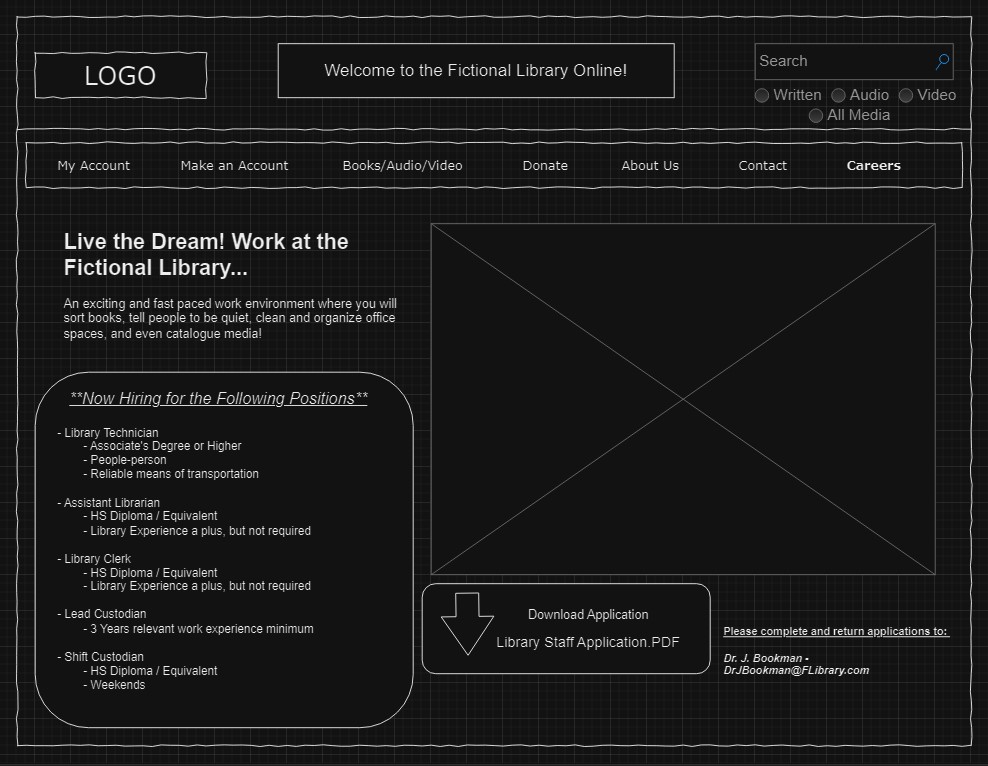 LOGO
Welcome to the Fictional Library Online!
Search
Written Audio Video
All Media
My Account Make an Account Books/Audio/Video Donate About Us Contact Careers
Live the Dream! Work at the
Fictional Library...
An exciting and fast paced work environment where you will
sort books, tell people to be quiet, clean and organize office
spaces, and even catalogue media!
**Now Hiring for the Following Positions**
- Library Technician
- Associate's Degree or Higher
- People-person
- Reliable means of transportation
- Assistant Librarian
- HS Diploma / Equivalent
- Library Experience a plus, but not required
- Library Clerk
- HS Diploma / Equivalent
- Library Experience a plus, but not required
- Lead Custodian
- 3 Years relevant work experience minimum
- Shift Custodian
- HS Diploma / Equivalent
- Weekends
Download Application
Library Staff Application.PDF
Please complete and return applications to:
Dr. J. Bookman -
DrJBookman@FLibrary.com